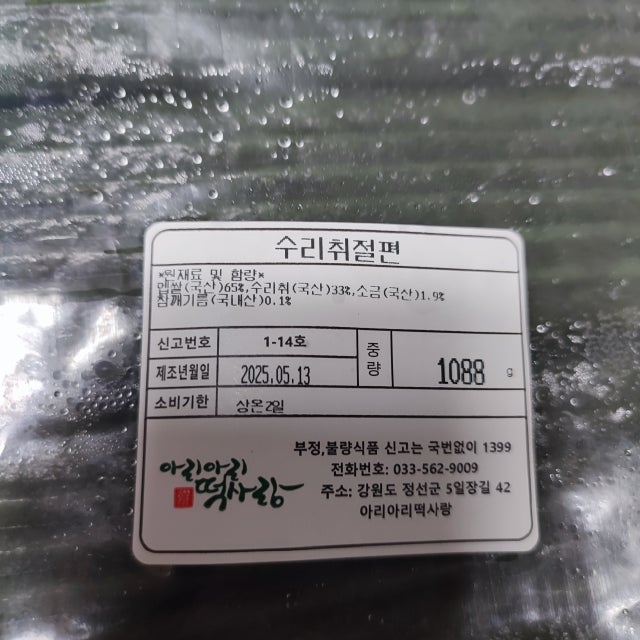 수리취절편
*원재료 및 함량*
멥쌀(국산)65%,수리취(국산)33%,소금(국산)1.9%
참깨기름(국내산)0.1%
신고번호 1-14호
제조년월일 2025.05.13
중량 1088 g
소비기한 상온2일
부정,불량식품 신고는 국번없이 1399
전화번호: 033-562-9009
주소: 강원도 정선군 5일장길 42
아리아리떡사랑
아리아리
떡사랑